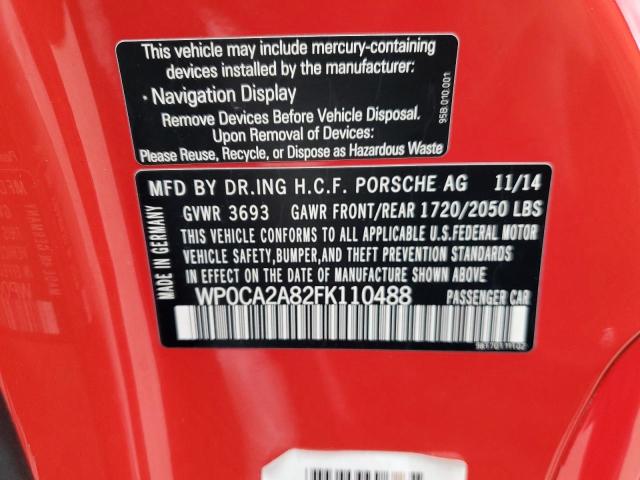 This vehicle may include mercury-containing
devices installed by the manufacturer:
· Navigation Display
Remove Devices Before Vehicle Disposal.
Upon Removal of Devices:
Please Reuse, Recycle, or Dispose as Hazardous Waste
95B.010.001
MFD BY DR.ING H.C.F. PORSCHE AG 11/14
GVWR 3693 GAWR FRONT/REAR 1720/2050 LBS
THIS VEHICLE CONFORMS TO ALL APPLICABLE U.S.FEDERAL MOTOR
VEHICLE SAFETY,BUMPER,AND THEFT PREVENTION STANDARDS
IN EFFECT ON THE DATE OF MANUFACTURE SHOWN ABOVE.
WP0CA2A82FK110488 PASSENGER CAR
MADE IN GERMANY